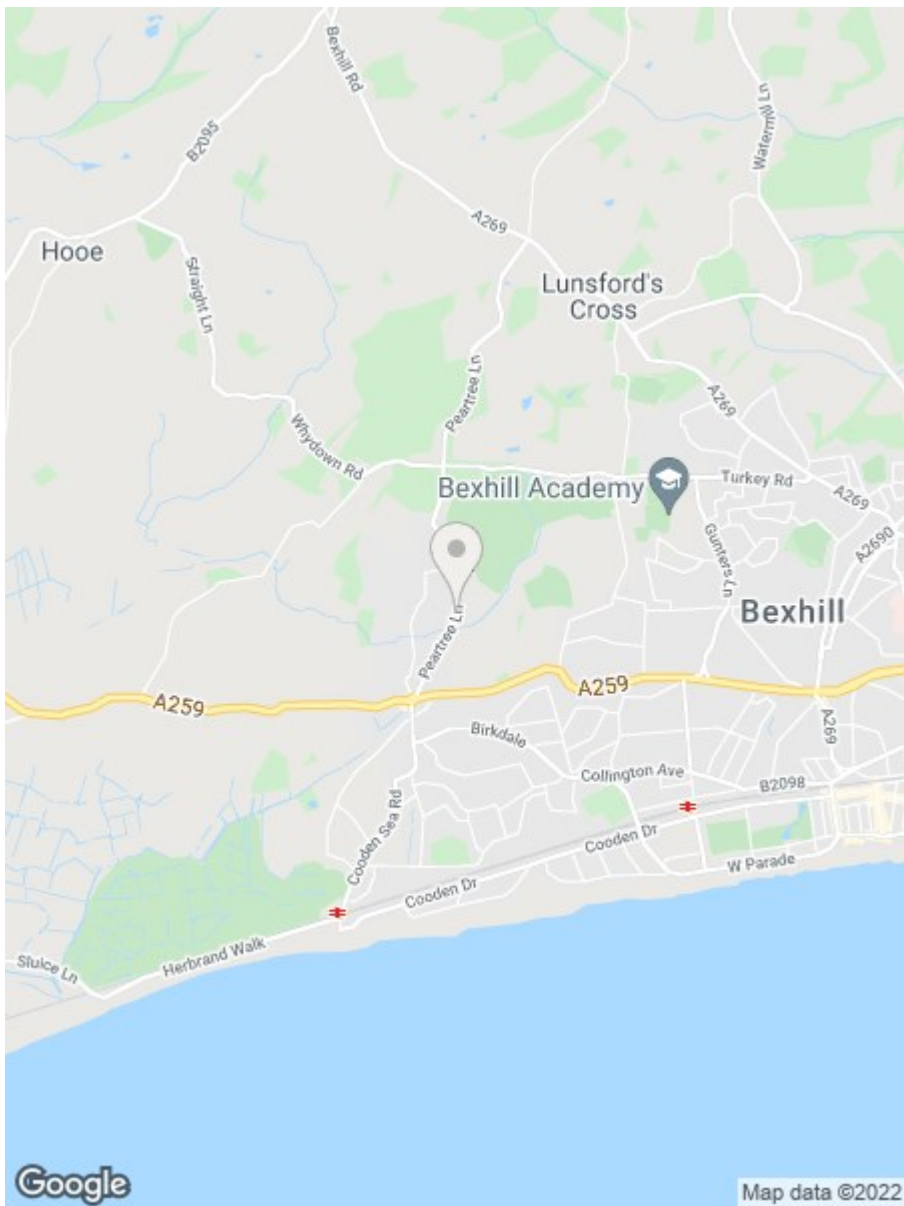 Bexhill Rd
B2095
Watermill Ln
A269
Hooe
Straight Ln
Lunsford's
Cross
Peartree Ln
A269
Whydown Rd
Bexhill Academy
Turkey Rd
A269
A2690
Gunters Ln
Bexhill
Peartree Ln
A259
A259
A269
Birkdale
Collington Ave
B2098
Cooden Sea Rd
Cooden Dr
W Parade
Cooden Dr
Herbrand Walk
Sluice Ln
Google
Map data ©2022